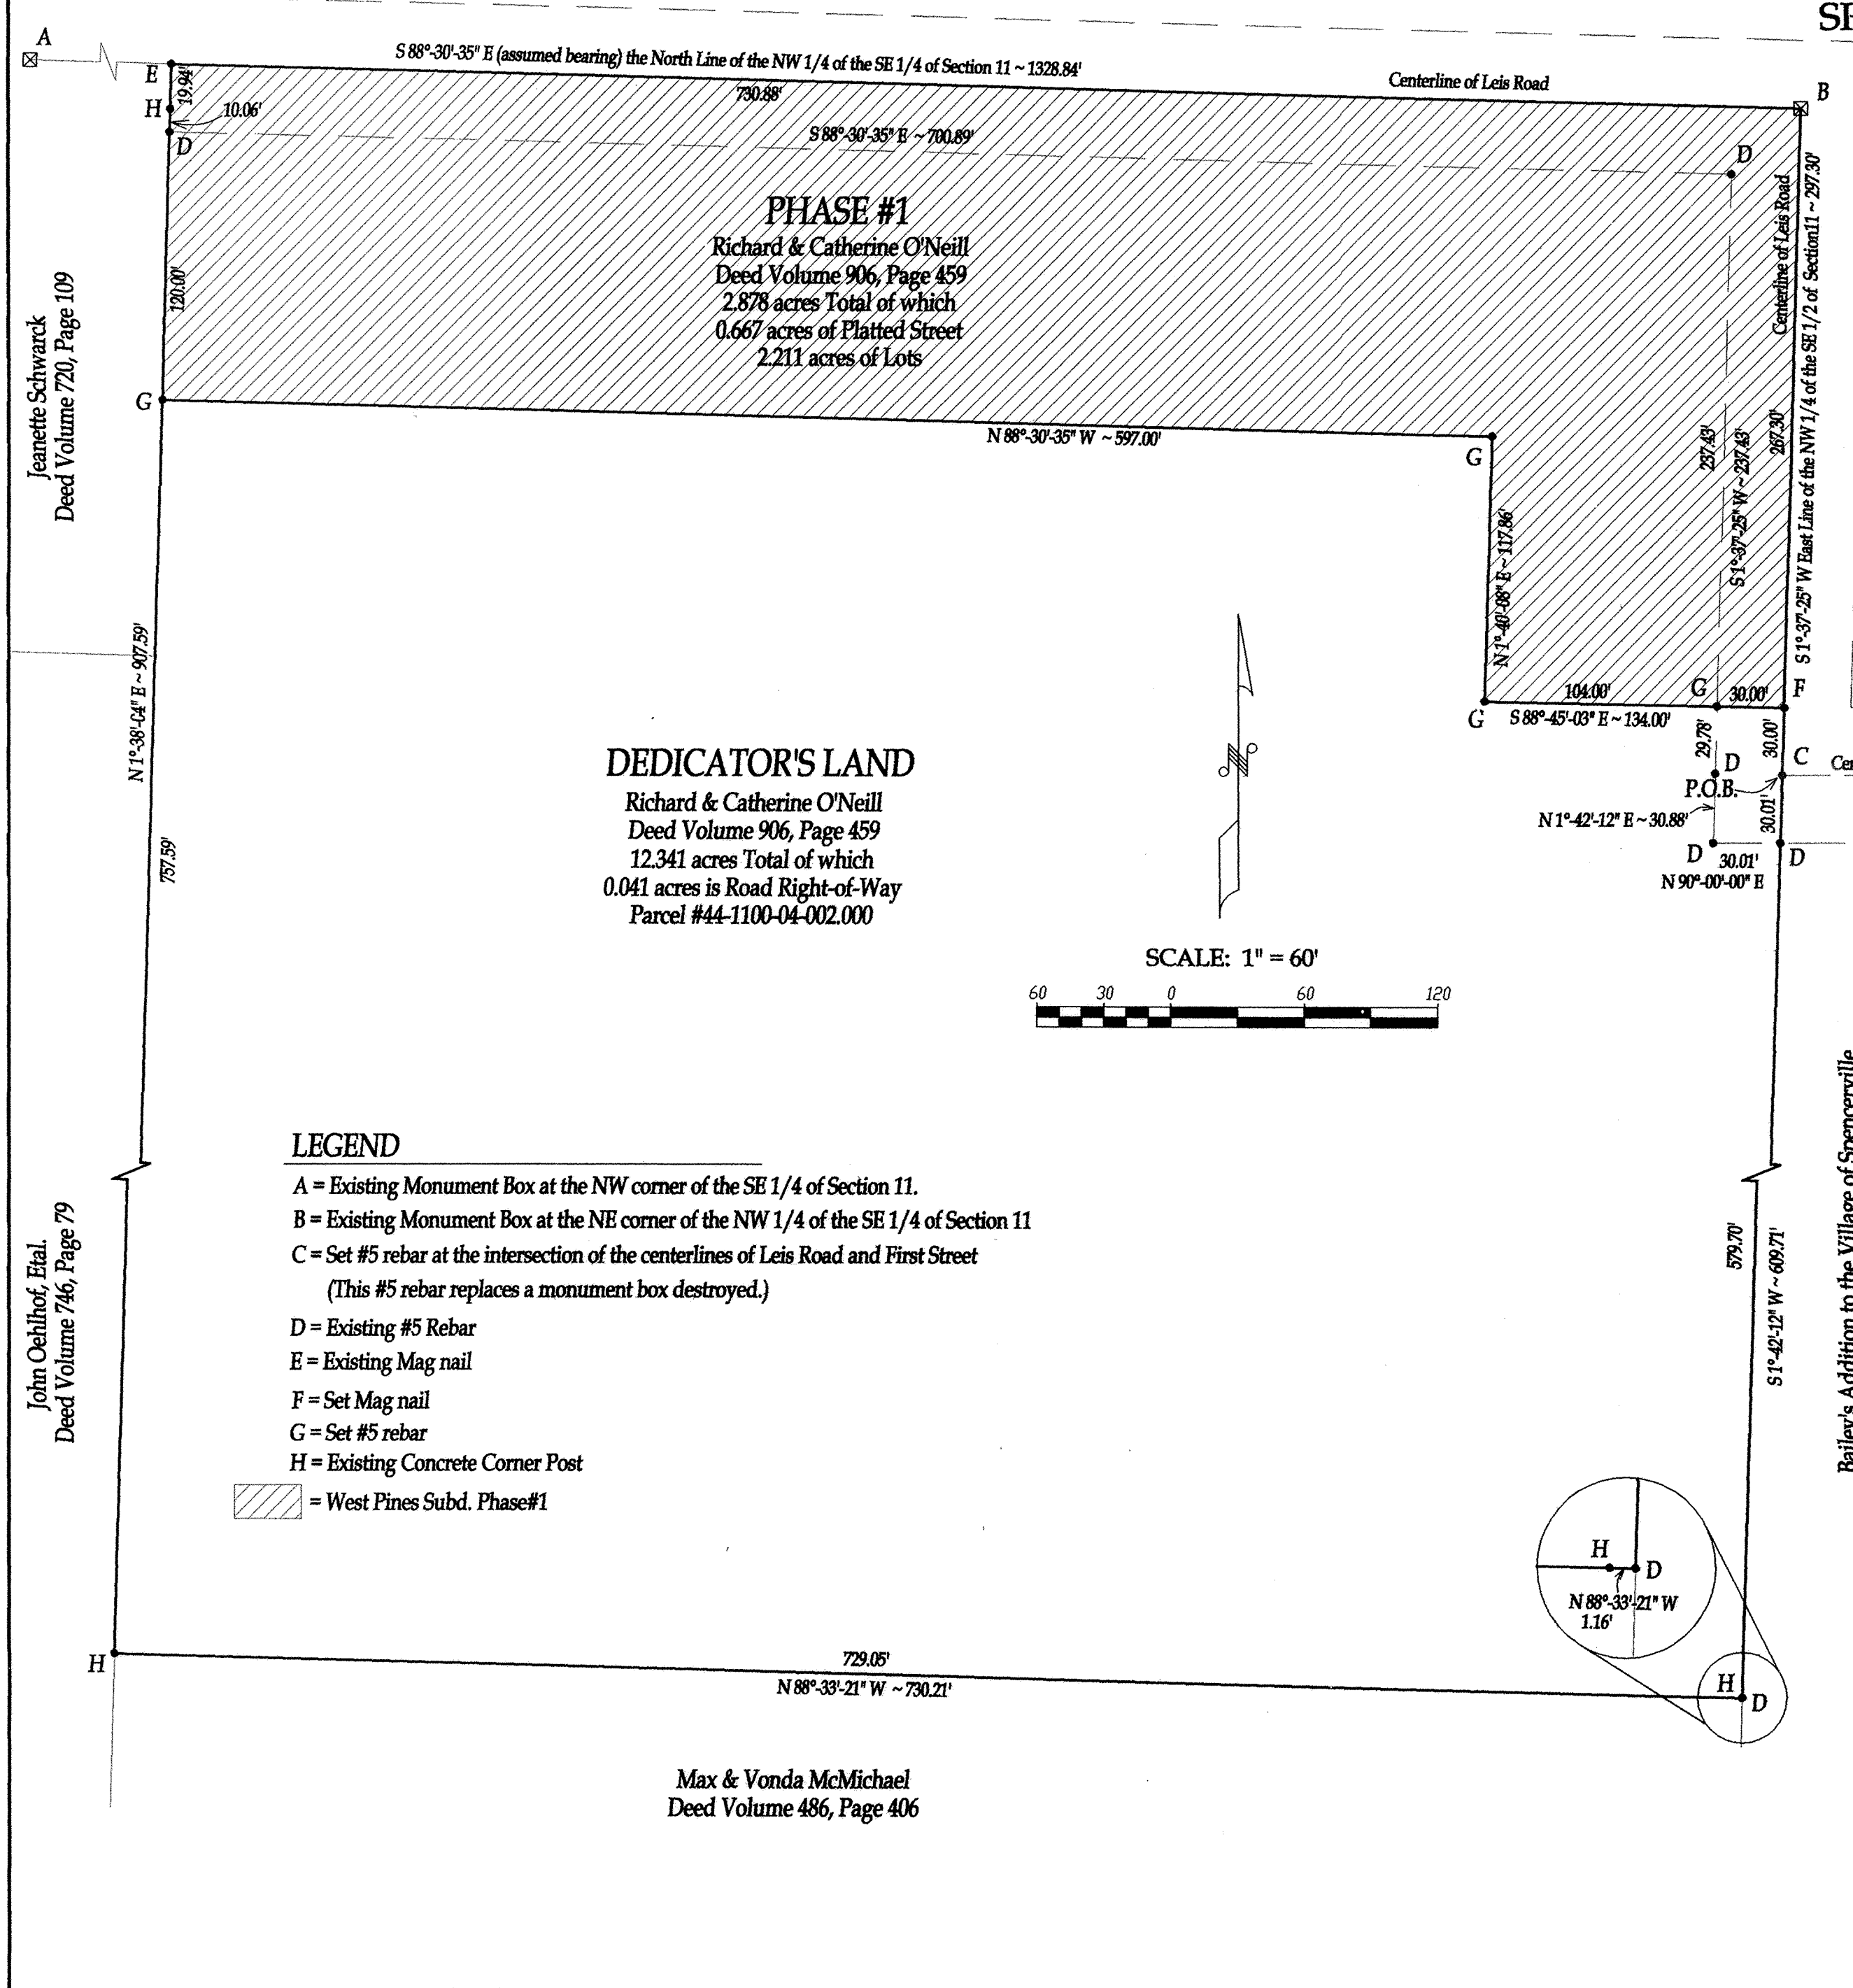 SE
A
S 88°-30'-35" E (assumed bearing) the North Line of the NW 1/4 of the SE 1/4 of Section 11 ~ 1328.84'
Centerline of Leis Road
B
E
19.94'
730.88'
H
10.06'
D
S 88°-30'-35" E ~ 700.89'
D
PHASE #1
Richard & Catherine O'Neill
Deed Volume 906, Page 459
2.878 acres Total of which
0.667 acres of Platted Street
2.211 acres of Lots
Centerline of Leis Road
S 1°-37'-25" W East Line of the NW 1/4 of the SE 1/2 of Section11 ~ 297.30'
Jeanette Schwarck
Deed Volume 720, Page 109
120.00'
G
N 88°-30'-35" W ~ 597.00'
G
237.43'
S 1°-37'-25" W ~ 237.43'
267.30'
N 1°-40'-08" E ~ 117.86'
N 1°-38'-04" E ~ 907.59'
757.59'
104.00'
G
30.00'
F
G
S 88°-45'-03" E ~ 134.00'
29.78'
30.00'
D
C
Cen
P.O.B.
N 1°-42'-12" E ~ 30.88'
30.01'
D
30.01'
D
N 90°-00'-00" E
DEDICATOR'S LAND
Richard & Catherine O'Neill
Deed Volume 906, Page 459
12.341 acres Total of which
0.041 acres is Road Right-of-Way
Parcel #44-1100-04-002.000
N
SCALE: 1" = 60'
60 30 0 60 120
LEGEND
A = Existing Monument Box at the NW corner of the SE 1/4 of Section 11.
B = Existing Monument Box at the NE corner of the NW 1/4 of the SE 1/4 of Section 11
C = Set #5 rebar at the intersection of the centerlines of Leis Road and First Street
(This #5 rebar replaces a monument box destroyed.)
D = Existing #5 Rebar
E = Existing Mag nail
F = Set Mag nail
G = Set #5 rebar
H = Existing Concrete Corner Post
= West Pines Subd. Phase#1
John Oehlhof, Etal.
Deed Volume 746, Page 79
579.70'
S 1°-42'-12" W ~ 609.71'
Bailey's Addition to the Village of Spencerville
H
D
N 88°-33'-21" W
1.16'
H
729.05'
N 88°-33'-21" W ~ 730.21'
H
D
Max & Vonda McMichael
Deed Volume 486, Page 406